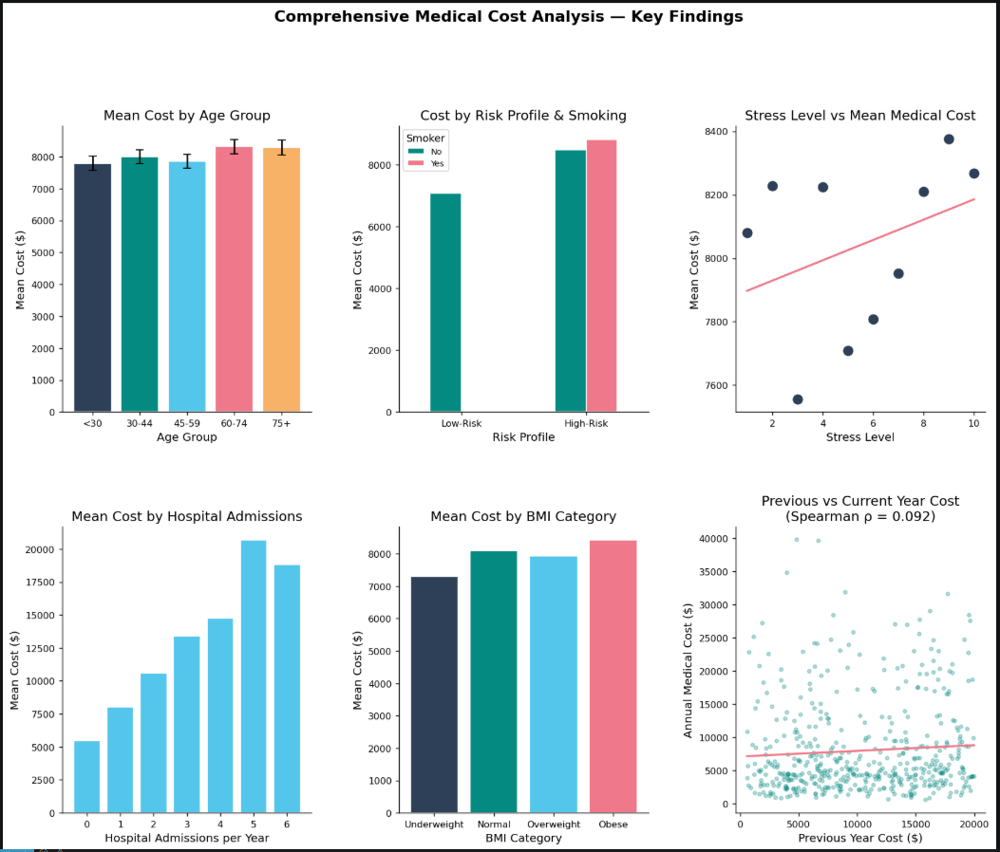 Comprehensive Medical Cost Analysis — Key Findings
Mean Cost by Age Group
Mean Cost ($)
8000
7000
6000
5000
4000
3000
2000
1000
0
<30 30-44 45-59 60-74 75+
Age Group
Cost by Risk Profile & Smoking
Smoker
No
Yes
Mean Cost ($)
8000
6000
4000
2000
0
Low-Risk High-Risk
Risk Profile
Stress Level vs Mean Medical Cost
Mean Cost ($)
8400
8200
8000
7800
7600
2 4 6 8 10
Stress Level
Mean Cost by Hospital Admissions
Mean Cost ($)
20000
17500
15000
12500
10000
7500
5000
2500
0
0 1 2 3 4 5 6
Hospital Admissions per Year
Mean Cost by BMI Category
Mean Cost ($)
8000
7000
6000
5000
4000
3000
2000
1000
0
Underweight Normal Overweight Obese
BMI Category
Previous vs Current Year Cost
(Spearman ρ = 0.092)
Annual Medical Cost ($)
40000
35000
30000
25000
20000
15000
10000
5000
0
0 5000 10000 15000 20000
Previous Year Cost ($)